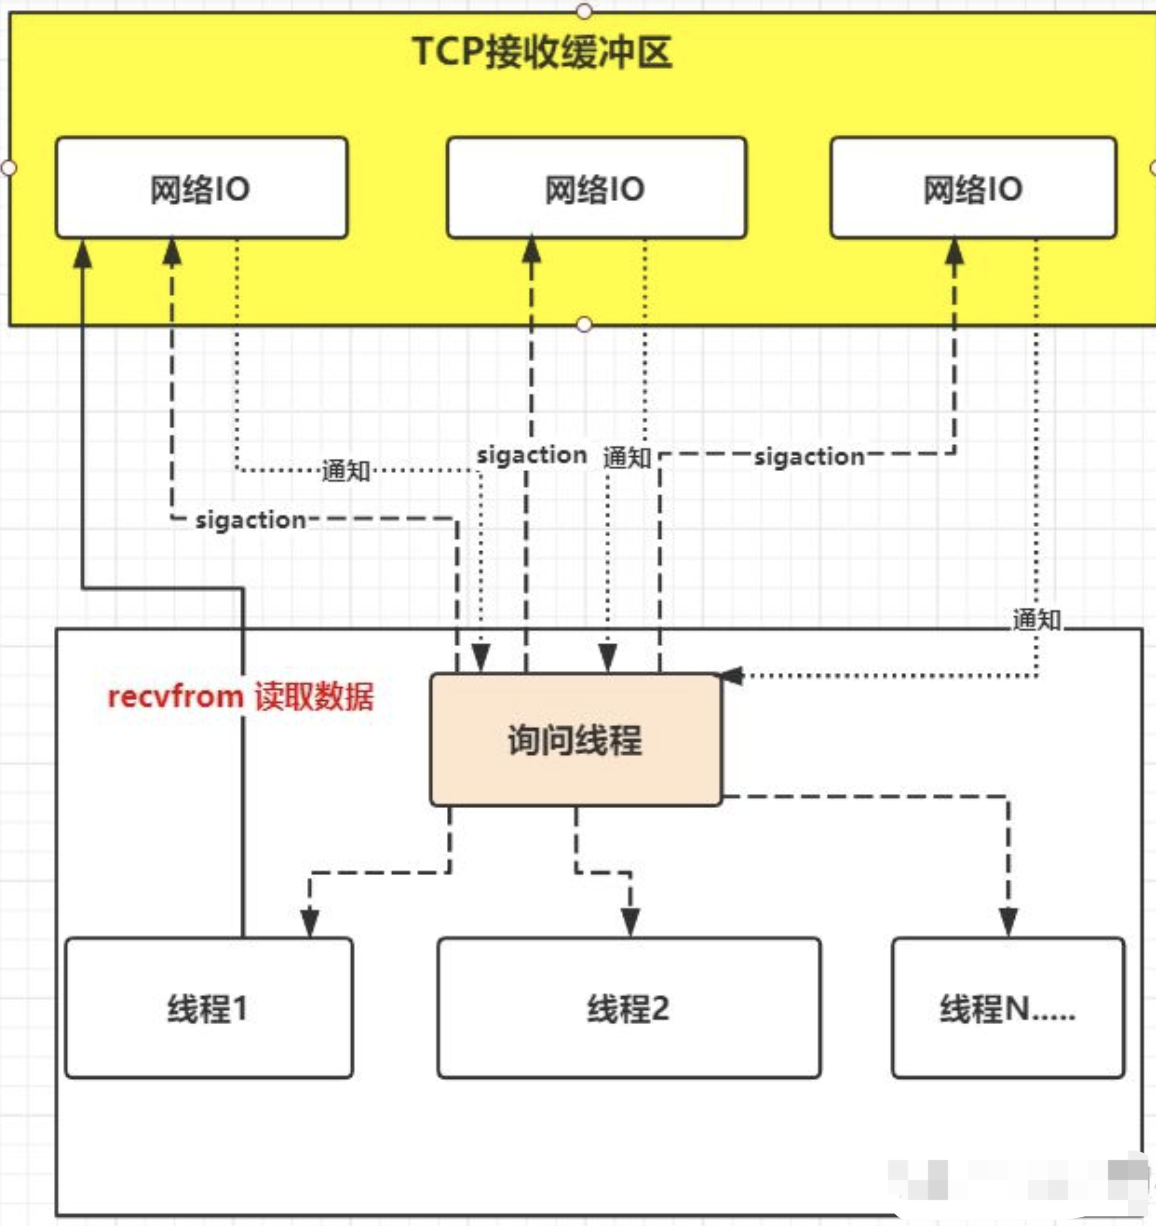 TCP接收缓冲区
网络IO
网络IO
网络IO
sigaction
通知
sigaction
通知
通知
sigaction
通知
recvfrom 读取数据
询问线程
线程1
线程2
线程N.....